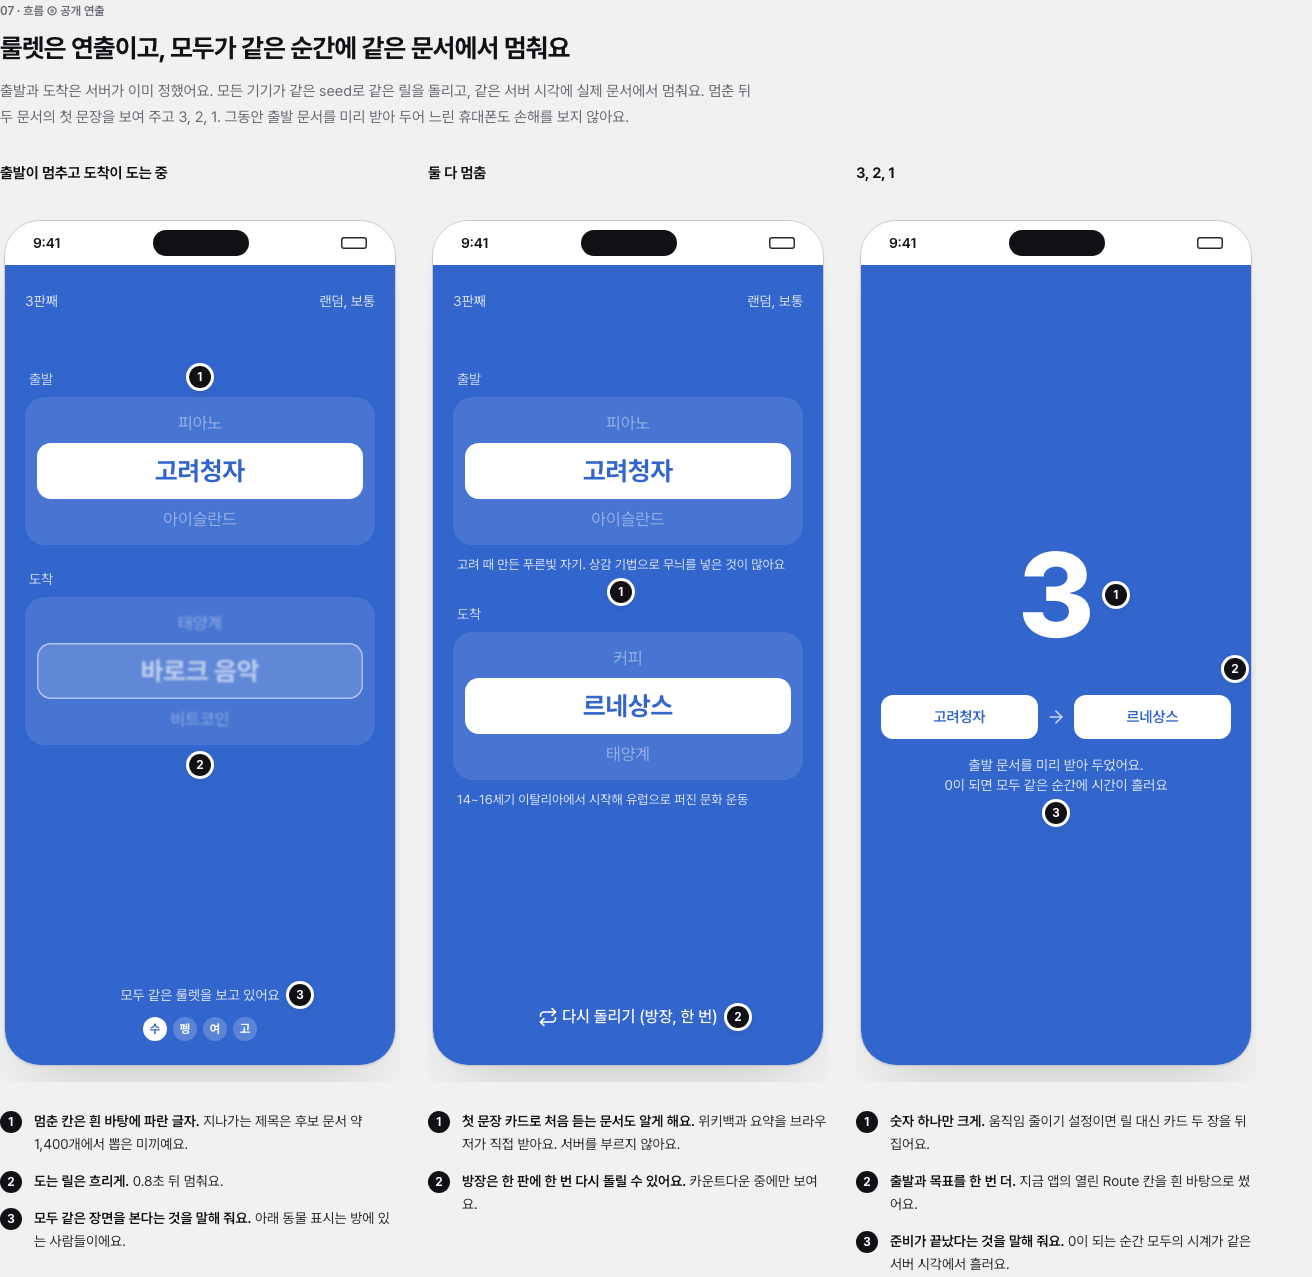 07 · 흐름 ⓞ 공개 연출
룰렛은 연출이고, 모두가 같은 순간에 같은 문서에서 멈춰요
출발과 도착은 서버가 이미 정했어요. 모든 기기가 같은 seed로 같은 릴을 돌리고, 같은 서버 시각에 실제 문서에서 멈춰요. 멈춘 뒤
두 문서의 첫 문장을 보여 주고 3, 2, 1. 그동안 출발 문서를 미리 받아 두어 느린 휴대폰도 손해를 보지 않아요.
출발이 멈추고 도착이 도는 중
9:41
3판째
랜덤, 보통
출발
1
피아노
고려청자
아이슬란드
도착
태양계
바로크 음악
비트코인
2
모두 같은 룰렛을 보고 있어요
3
수 펭 여 고
1 멈춘 칸은 흰 바탕에 파란 글자. 지나가는 제목은 후보 문서 약
1,400개에서 뽑은 미끼예요.
2 도는 릴은 흐리게. 0.8초 뒤 멈춰요.
3 모두 같은 장면을 본다는 것을 말해 줘요. 아래 동물 표시는 방에 있
는 사람들이에요.
둘 다 멈춤
9:41
3판째
랜덤, 보통
출발
피아노
고려청자
아이슬란드
고려 때 만든 푸른빛 자기. 상감 기법으로 무늬를 넣은 것이 많아요
1
도착
커피
르네상스
태양계
14~16세기 이탈리아에서 시작해 유럽으로 퍼진 문화 운동
다시 돌리기 (방장, 한 번)
2
1 첫 문장 카드로 처음 듣는 문서도 알게 해요. 위키백과 요약을 브라우
저가 직접 받아요. 서버를 부르지 않아요.
2 방장은 한 판에 한 번 다시 돌릴 수 있어요. 카운트다운 중에만 보여
요.
3, 2, 1
9:41
3
1
2
고려청자 → 르네상스
출발 문서를 미리 받아 두었어요.
0이 되면 모두 같은 순간에 시간이 흘러요
3
1 숫자 하나만 크게. 움직임 줄이기 설정이면 릴 대신 카드 두 장을 뒤
집어요.
2 출발과 목표를 한 번 더. 지금 앱의 열린 Route 칸을 흰 바탕으로 썼
어요.
3 준비가 끝났다는 것을 말해 줘요. 0이 되는 순간 모두의 시계가 같은
서버 시각에서 흘러요.